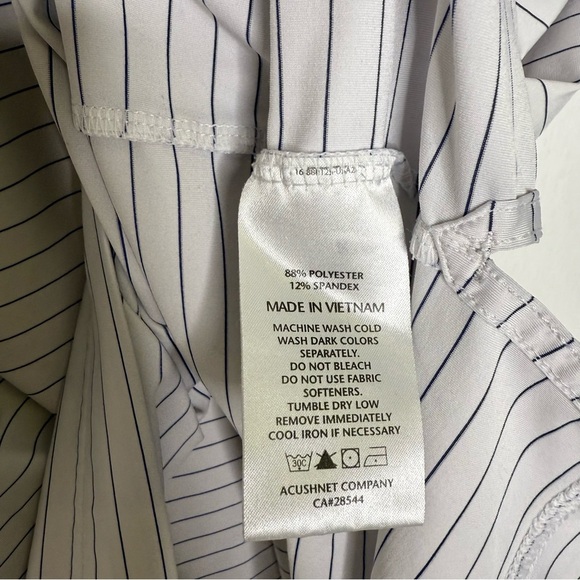 88% POLYESTER
12% SPANDEX
MADE IN VIETNAM
MACHINE WASH COLD
WASH DARK COLORS
SEPARATELY.
DO NOT BLEACH
DO NOT USE FABRIC
SOFTENERS.
TUMBLE DRY LOW
REMOVE IMMEDIATELY
COOL IRON IF NECESSARY
30C
ACUSHNET COMPANY
CA#28544